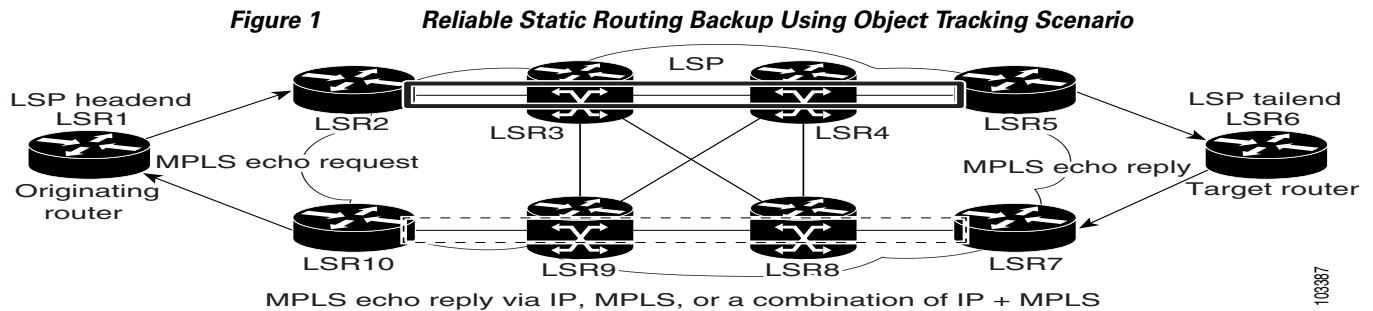 Figure 1 Reliable Static Routing Backup Using Object Tracking Scenario
LSP
LSP headend
LSR1
LSR2
LSR3
LSR4
LSR5
LSP tailend
LSR6
MPLS echo request
MPLS echo reply
Originating
router
Target router
LSR10
LSR9
LSR8
LSR7
MPLS echo reply via IP, MPLS, or a combination of IP + MPLS
103387